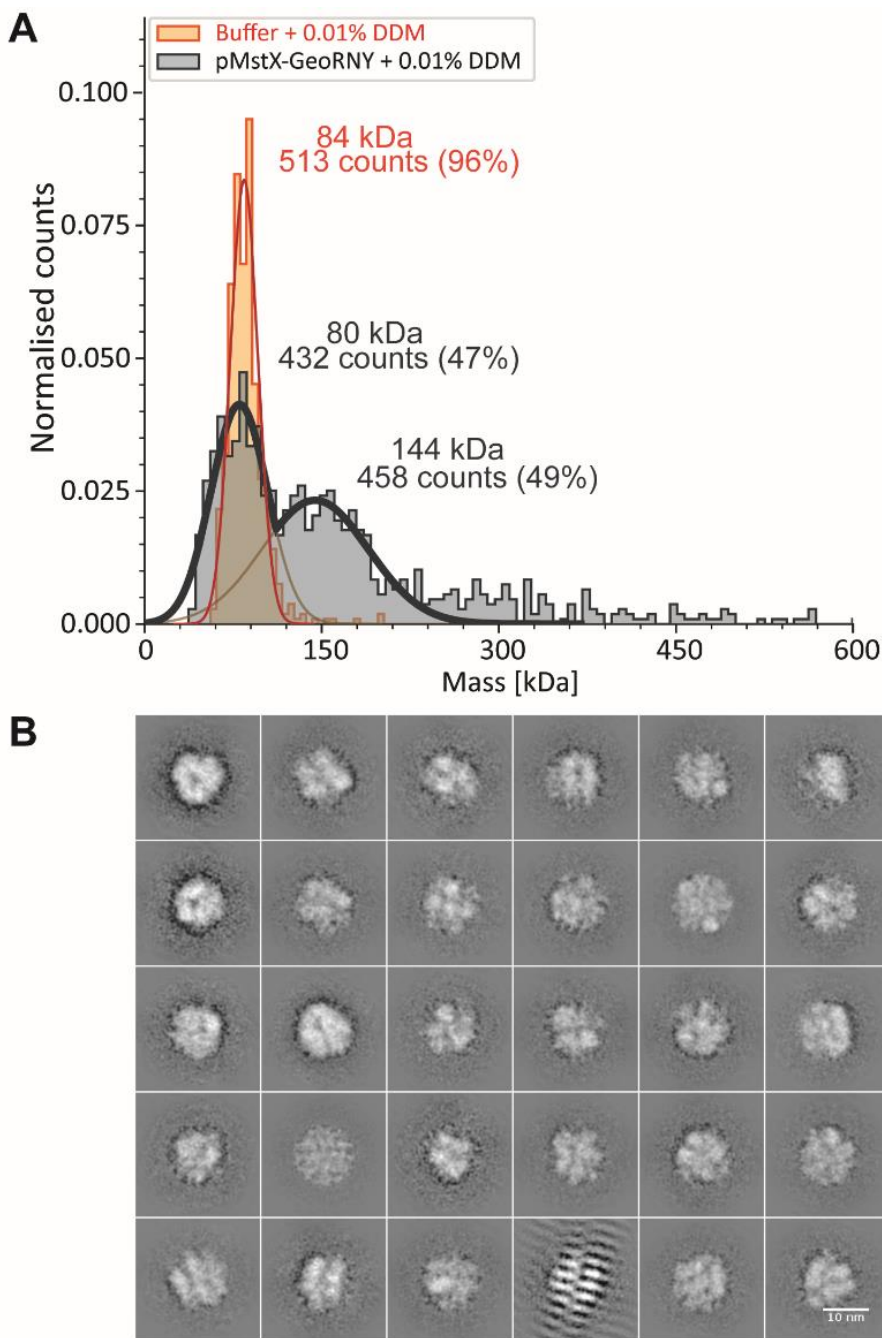 A
Buffer + 0.01% DDM
pMstX-GeoRNY + 0.01% DDM
0.100
84 kDa
513 counts (96%)
0.075
Normalised counts
80 kDa
0.050
432 counts (47%)
144 kDa
458 counts (49%)
0.025
0.000
0
150
300
450
600
Mass [kDa]
B
10 nm